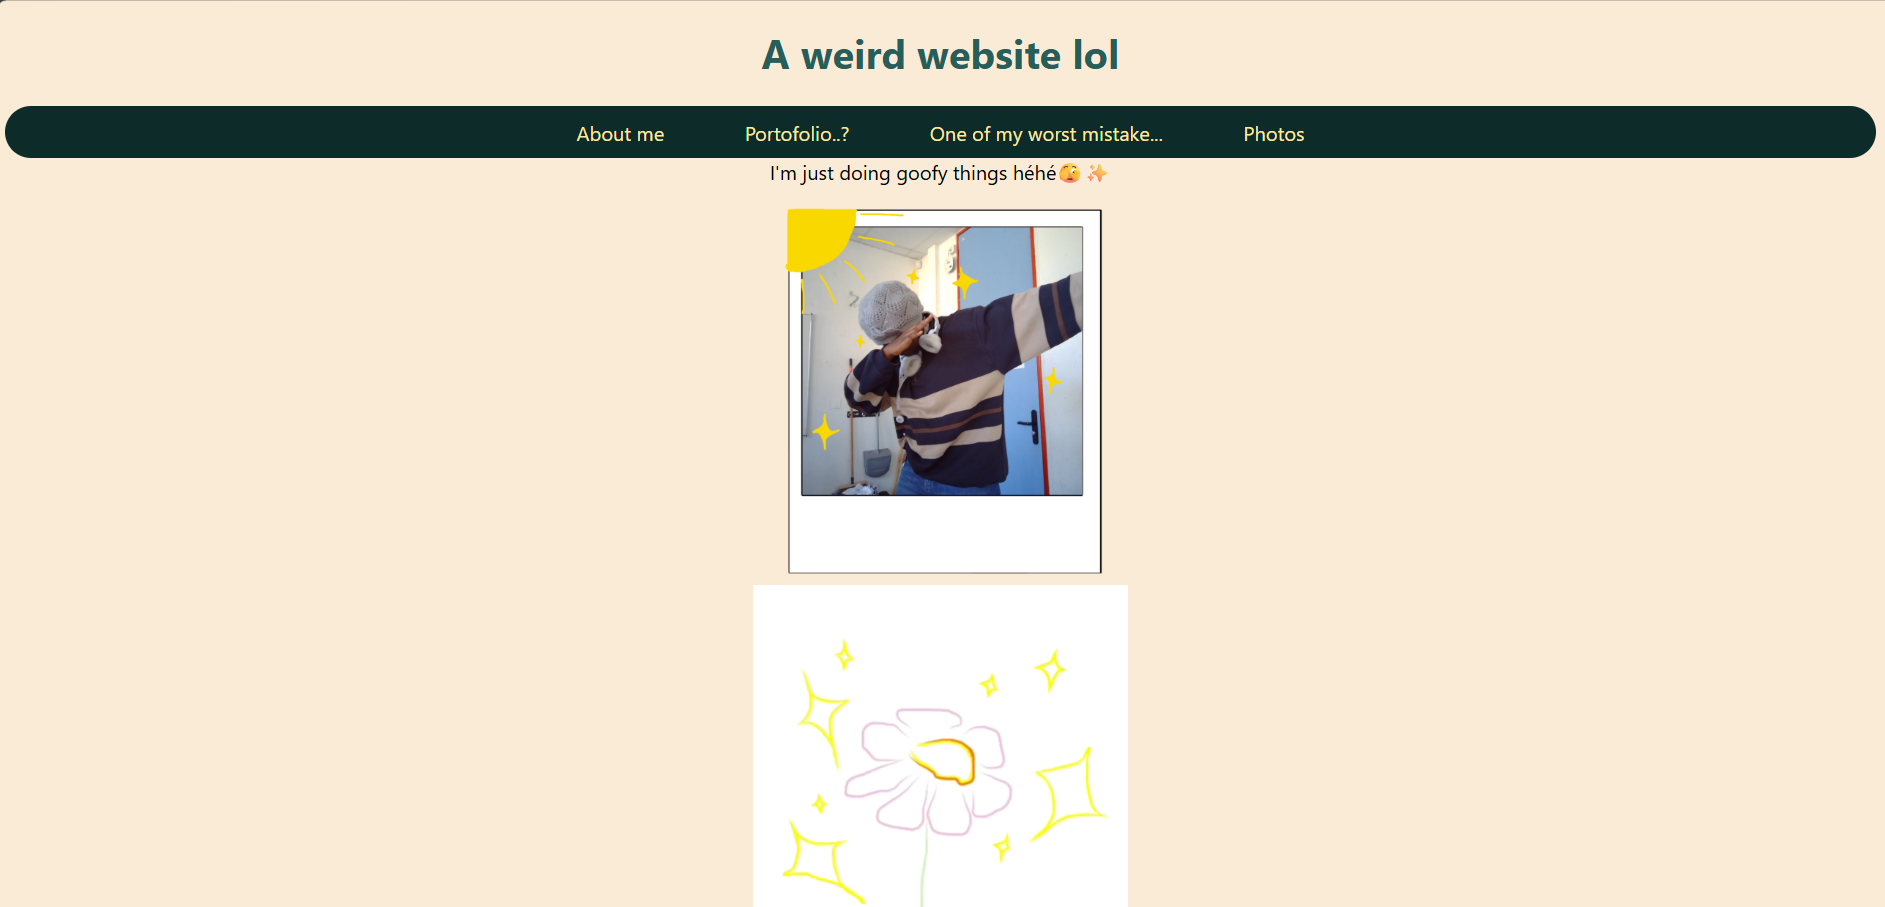 A weird website lol
About me Portofolio..? One of my worst mistake... Photos
I'm just doing goofy things héhé🫣 ✨